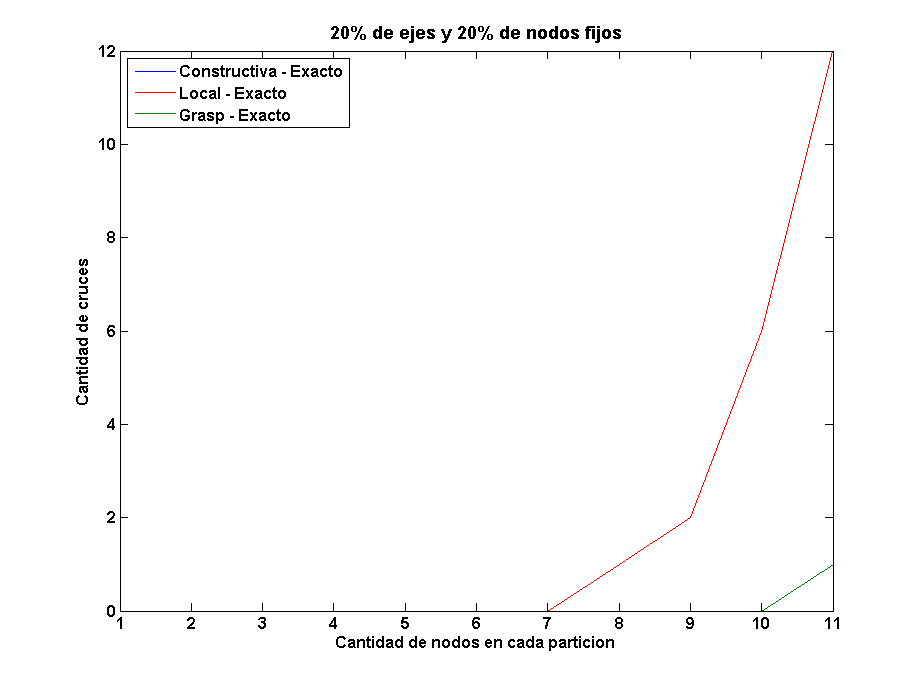 20% de ejes y 20% de nodos fijos
Constructiva - Exacto
Local - Exacto
Grasp - Exacto
Cantidad de cruces
12
10
8
6
4
2
0
1 2 3 4 5 6 7 8 9 10 11
Cantidad de nodos en cada particion